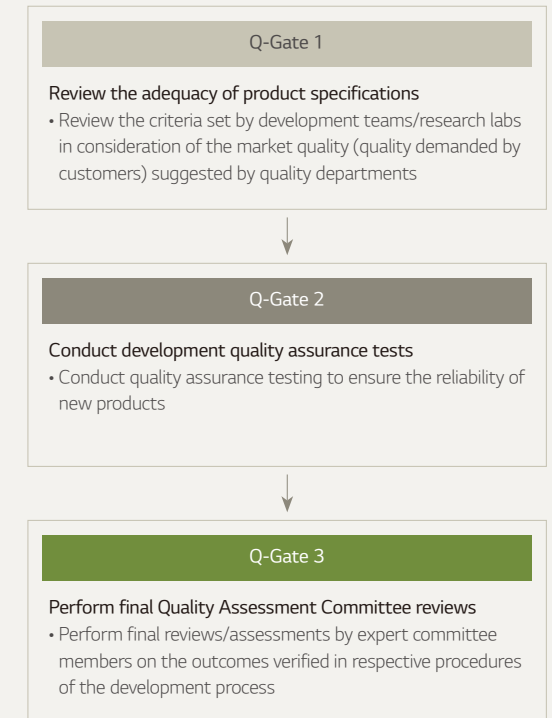 Q-Gate 1
Review the adequacy of product specifications
• Review the criteria set by development teams/research labs
in consideration of the market quality (quality demanded by
customers) suggested by quality departments
Q-Gate 2
Conduct development quality assurance tests
• Conduct quality assurance testing to ensure the reliability of
new products
Q-Gate 3
Perform final Quality Assessment Committee reviews
• Perform final reviews/assessments by expert committee
members on the outcomes verified in respective procedures
of the development process